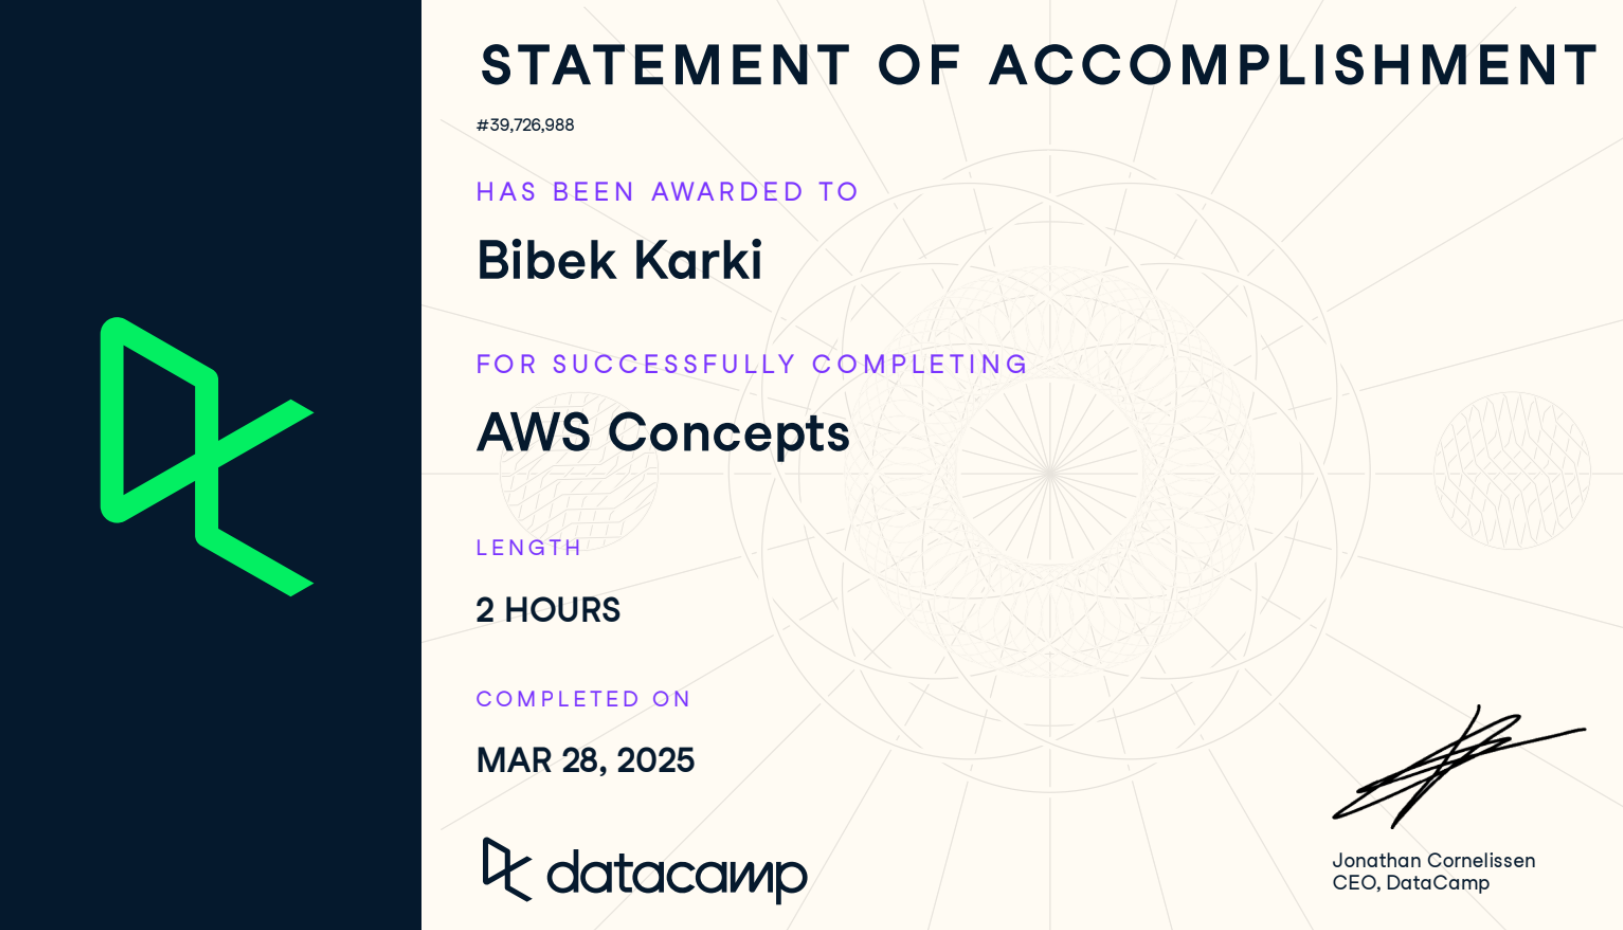 STATEMENT OF ACCOMPLISHMENT
#39,726,988
HAS BEEN AWARDED TO
Bibek Karki
FOR SUCCESSFULLY COMPLETING
AWS Concepts
LENGTH
2 HOURS
COMPLETED ON
MAR 28, 2025
datacamp
Jonathan Cornelissen
CEO, DataCamp